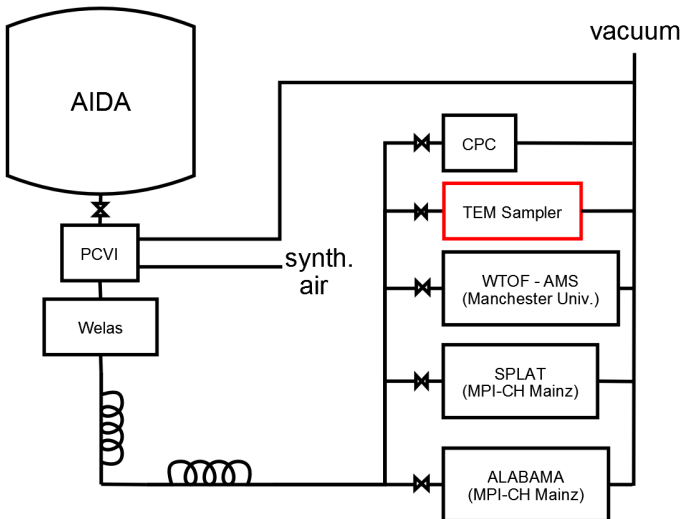 vacuum
AIDA
CPC
TEM Sampler
PCVI
synth.
air
WTOF - AMS
(Manchester Univ.)
Welas
SPLAT
(MPI-CH Mainz)
ALABAMA
(MPI-CH Mainz)